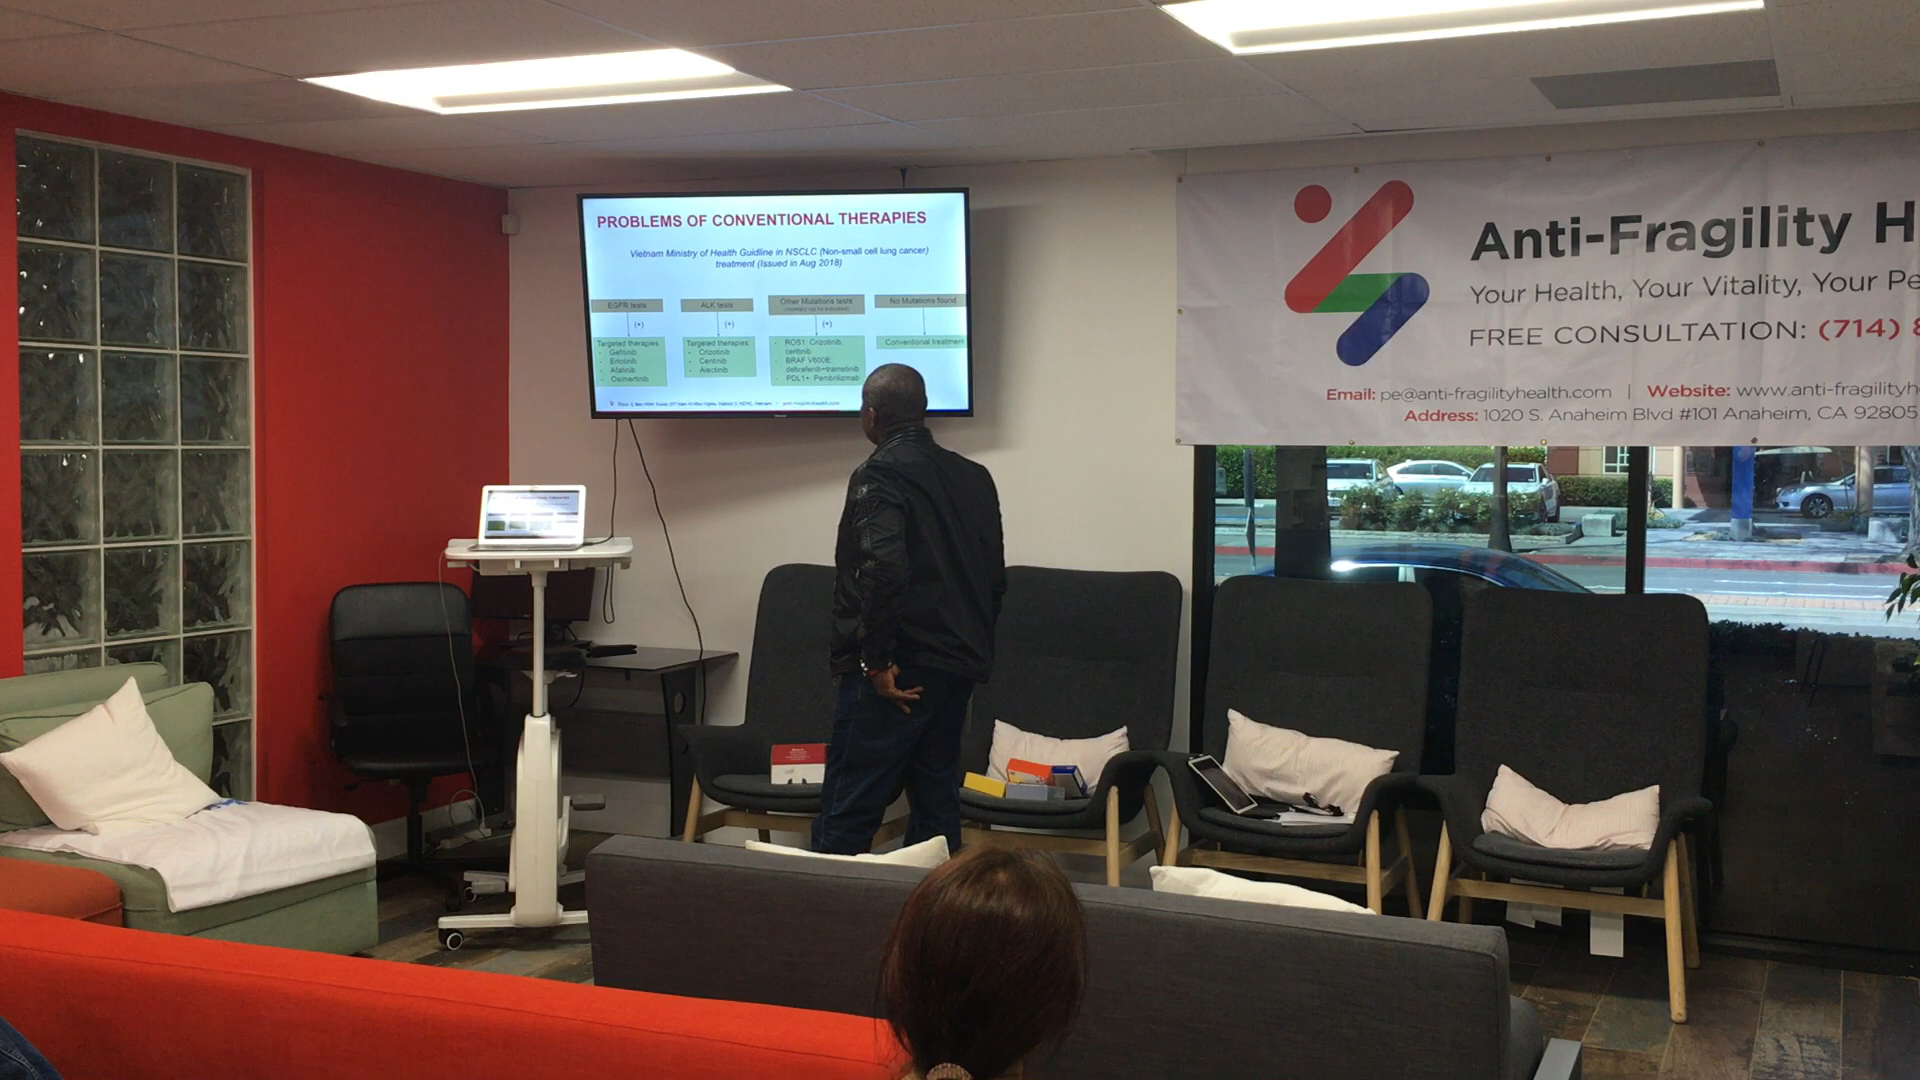 PROBLEMS OF CONVENTIONAL THERAPIES
Vietnam Ministry of Health Guidline in NSCLC (Non-small cell lung cancer)
treatment (Issued in Aug 2018)
EGFR tests
ALK tests
Other Mutations tests
No Mutations found
(+)
(+)
(+)
Targeted therapies
- Gefitinib
- Erlotinib
- Afatinib
- Osimertinib
Targeted therapies:
- Crizotinib
- Ceritinib
- Alectinib
- ROS1: Crizotinib,
ceritinib
- BRAF V600E:
debrafenib+trametinib
- PDL1+: Pembrilizmab
Conventional treatment
Anti-Fragility H
Your Health, Your Vitality, Your Pe
FREE CONSULTATION: (714) 8
Email: pe@anti-fragilityhealth.com | Website: www.anti-fragilityh
Address: 1020 S. Anaheim Blvd #101 Anaheim, CA 92805